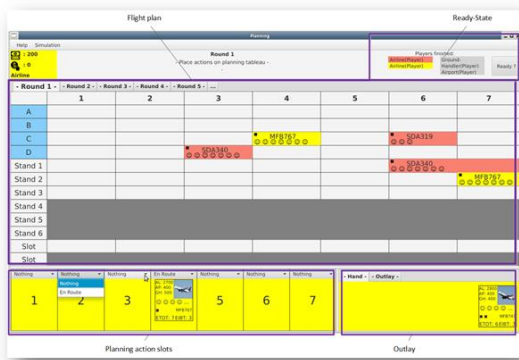 Flight plan
Ready-State
Planning
Help Simulation
: 200
: 0
Airline
Round 1
- Place actions on planning tableau -
Players finished:
Airline(Player) Ground-
Airline(Player) Handler(Player)
Airport(Player)
Ready ?
- Round 1 - - Round 2 - - Round 3 - - Round 4 - - Round 5 - ...
1 2 3 4 5 6 7
A
B
C MFB767 SDA319
D SDA340
Stand 1 SDA340
Stand 2 MFB767
Stand 3
Stand 4
Stand 5
Stand 6
Slot
Slot
Nothing Nothing Nothing En Route Nothing Nothing Nothing
Nothing
En Route
1 2 3 5 6 7
MFB767
- Hand - - Outlay -
Planning action slots
Outlay